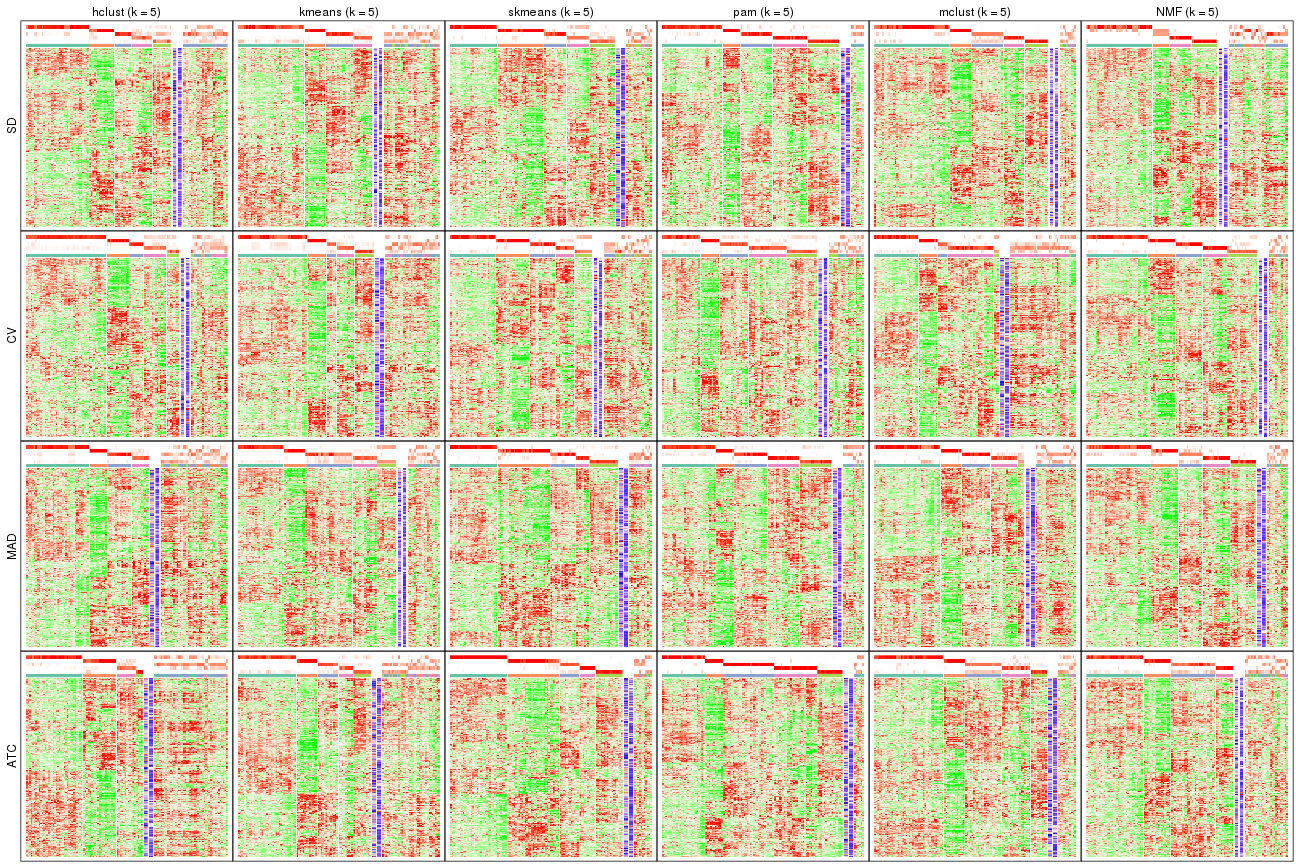 hclust (k = 5)
kmeans (k = 5)
skmeans (k = 5)
pam (k = 5)
mclust (k = 5)
NMF (k = 5)
SD
CV
MAD
ATC